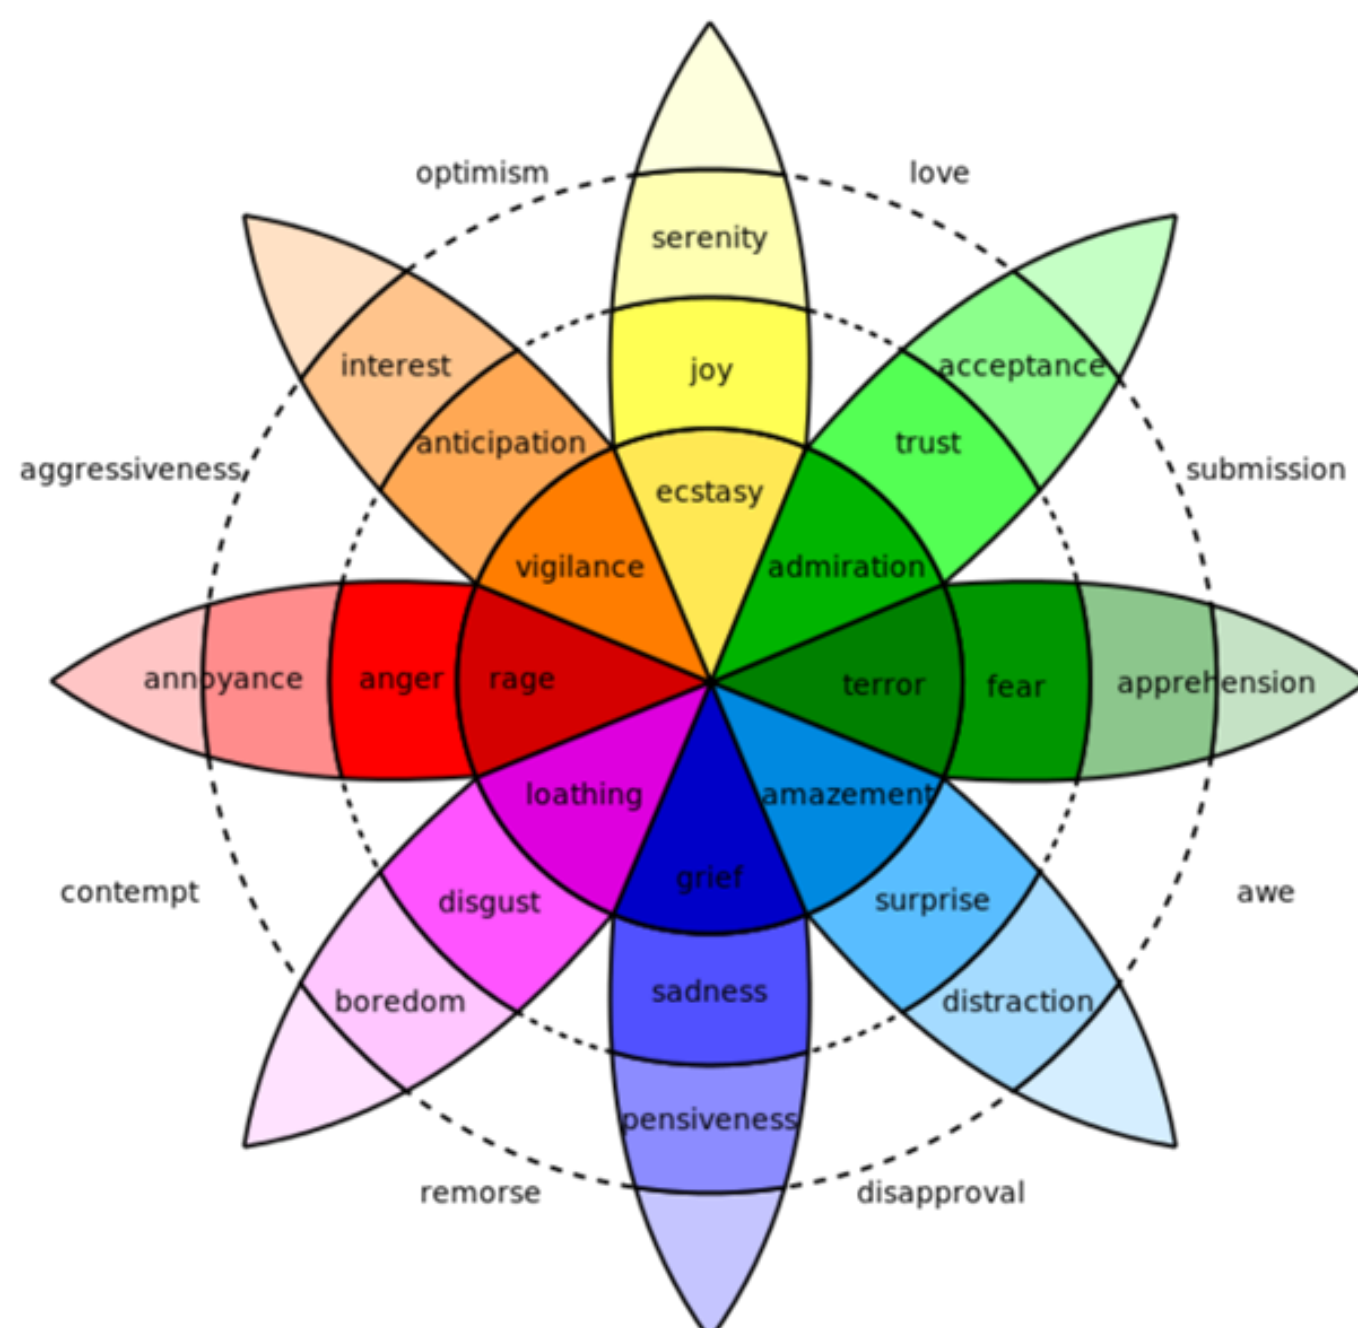 optimism
love
serenity
interest
acceptance
joy
anticipation
trust
aggressiveness
submission
ecstasy
vigilance
admiration
annoyance
anger
rage
terror
fear
apprehension
loathing
amazement
grief
contempt
awe
disgust
surprise
sadness
boredom
distraction
pensiveness
remorse
disapproval